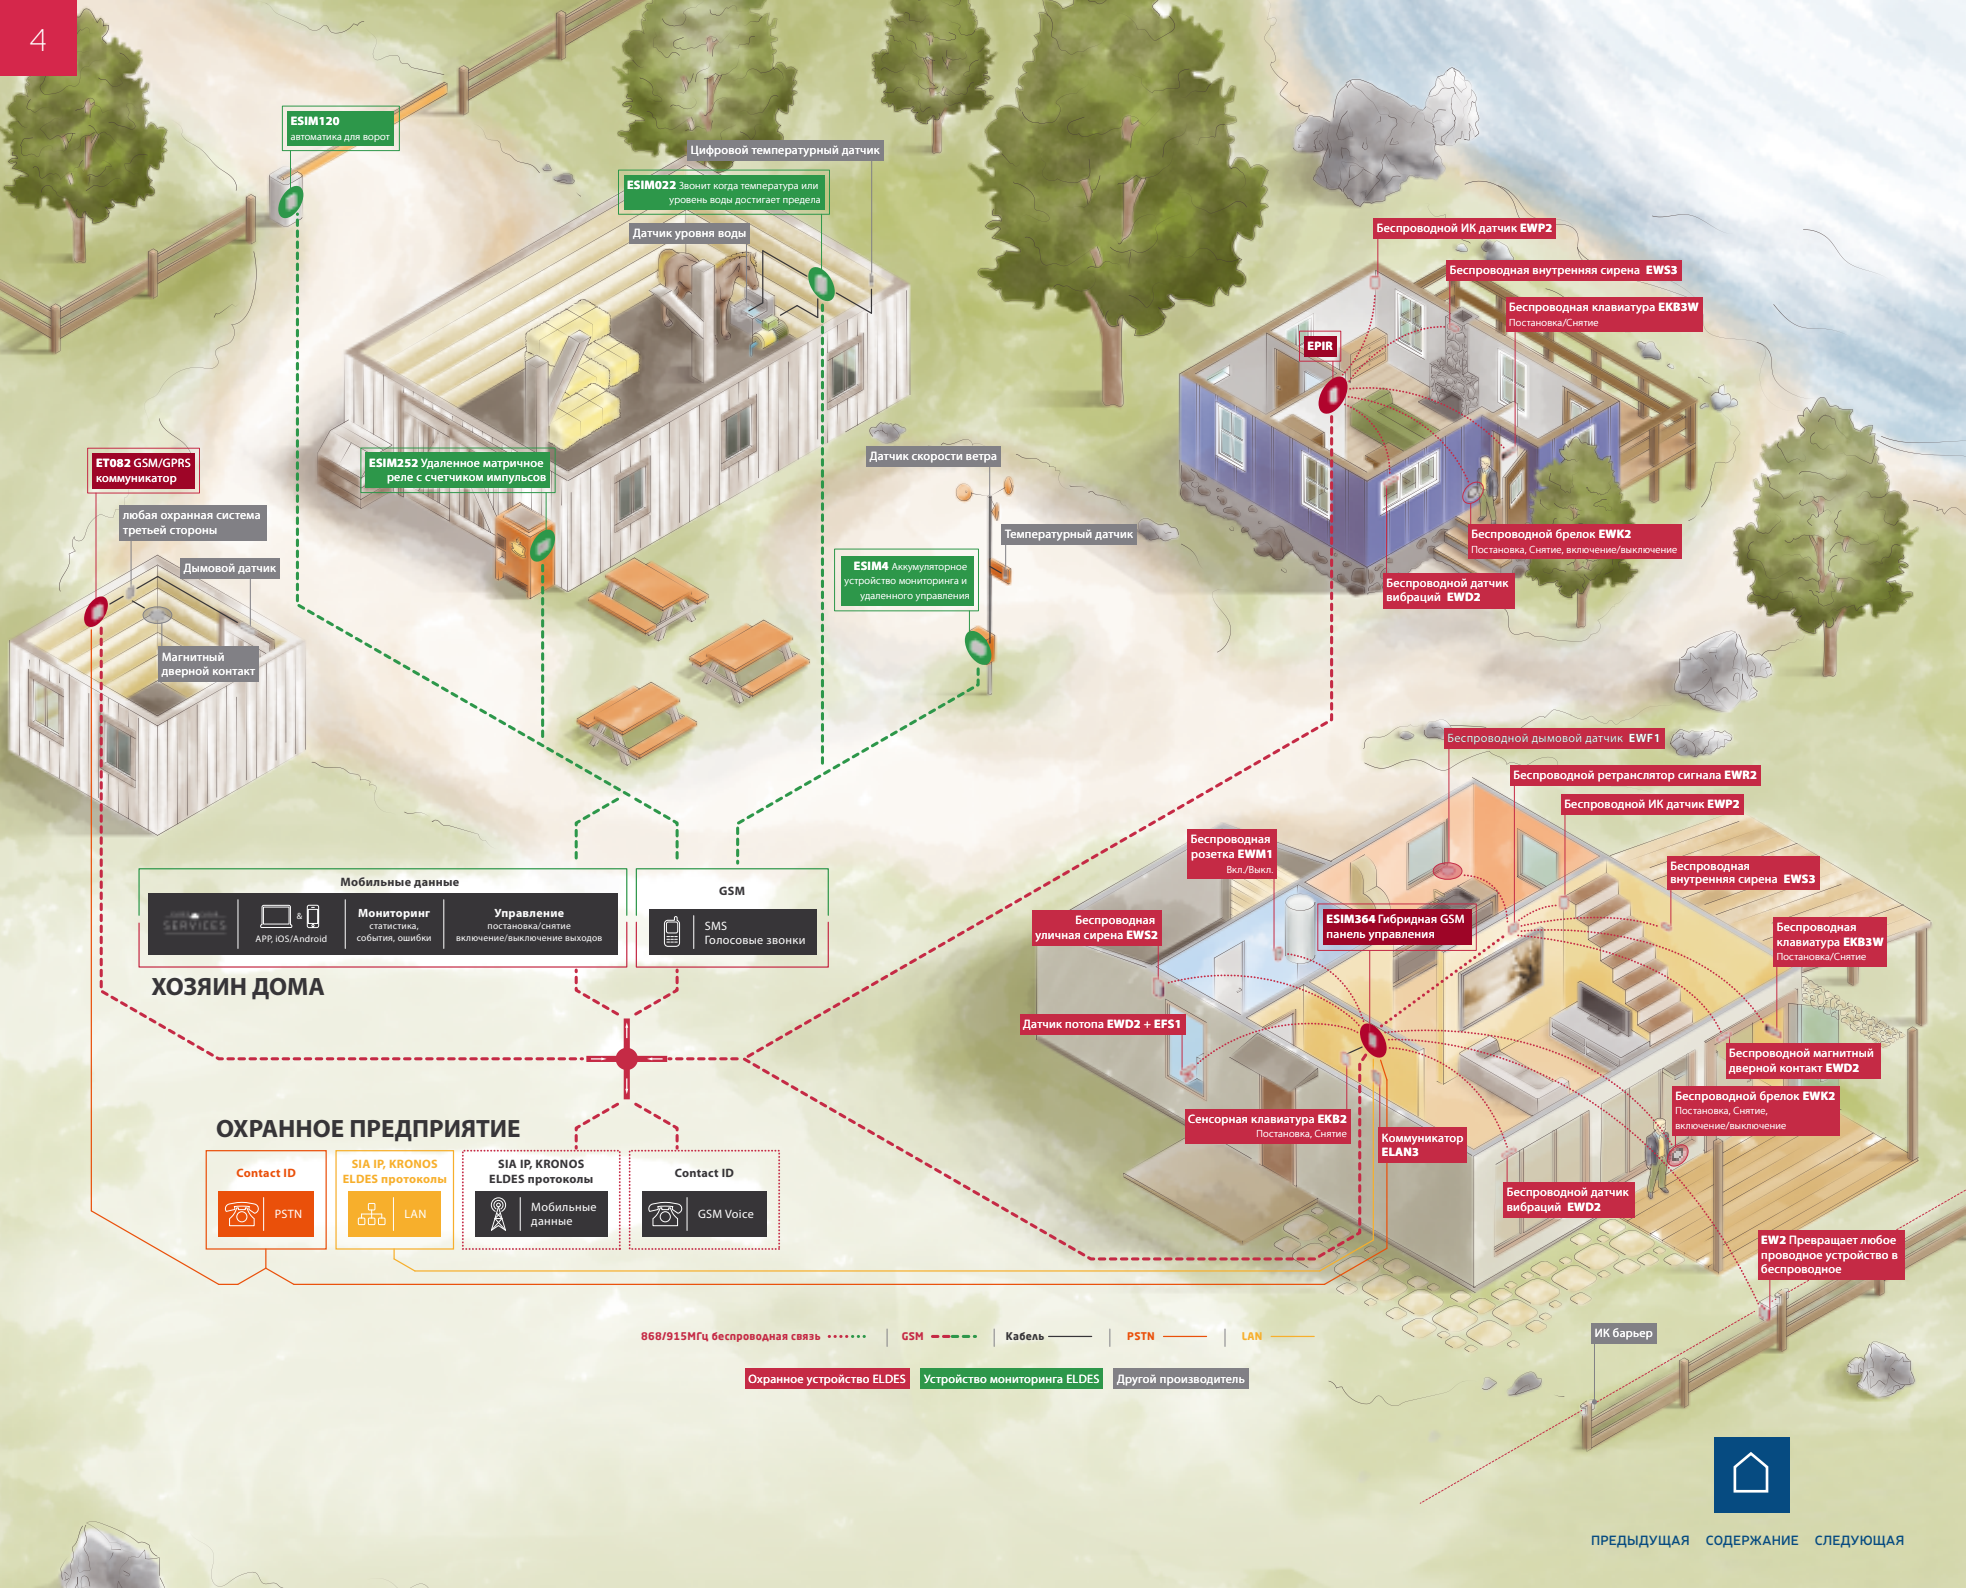 4
ESIM120
автоматика для ворот
Цифровой температурный датчик
ESIM022 Звонит когда температура или
уровень воды достигает предела
Датчик уровня воды
Беспроводной ИК датчик EWP2
Беспроводная внутренняя сирена EWS3
Беспроводная клавиатура EKB3W
Постановка/Снятие
EPIR
ET082 GSM/GPRS
коммуникатор
любая охранная система
третьей стороны
Дымовой датчик
Магнитный
дверной контакт
ESIM252 Удаленное матричное
реле с счетчиком импульсов
Датчик скорости ветра
Температурный датчик
ESIM4 Аккумуляторное
устройство мониторинга и
удаленного управления
Беспроводной брелок EWK2
Постановка, Снятие, включение/выключение
Беспроводной датчик
вибраций EWD2
Беспроводной дымовой датчик EWF1
Беспроводной ретранслятор сигнала EWR2
Беспроводной ИК датчик EWP2
Беспроводная
розетка EWM1
Вкл./Выкл.
Беспроводная
внутренняя сирена EWS3
ESIM364 Гибридная GSM
панель управления
Беспроводная
уличная сирена EWS2
Беспроводная
клавиатура EKB3W
Постановка/Снятие
Датчик потопа EWD2 + EFS1
Беспроводной магнитный
дверной контакт EWD2
Беспроводной брелок EWK2
Постановка, Снятие,
включение/выключение
Сенсорная клавиатура EKB2
Постановка, Снятие
Коммуникатор
ELAN3
Беспроводной датчик
вибраций EWD2
EW2 Превращает любое
проводное устройство в
беспроводное
ИК барьер
Мобильные данные
SERVICES
&
APP, iOS/Android
Мониторинг
статистика,
события, ошибки
Управление
постановка/снятие
включение/выключение выходов
GSM
SMS
Голосовые звонки
ХОЗЯИН ДОМА
ОХРАННОЕ ПРЕДПРИЯТИЕ
Contact ID
PSTN
SIA IP, KRONOS
ELDES протоколы
LAN
SIA IP, KRONOS
ELDES протоколы
Мобильные
данные
Contact ID
GSM Voice
868/915МГц беспроводная связь
GSM
Кабель
PSTN
LAN
Охранное устройство ELDES
Устройство мониторинга ELDES
Другой производитель
ПРЕДЫДУЩАЯ СОДЕРЖАНИЕ СЛЕДУЮЩАЯ